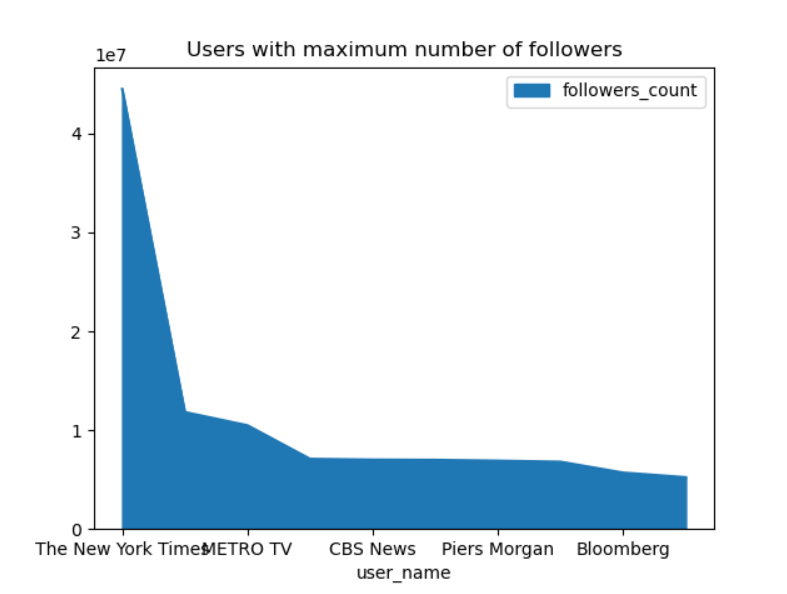 Users with maximum number of followers
1e7
followers_count
4
3
2
1
0
The New York Times METRO TV CBS News Piers Morgan Bloomberg
user_name